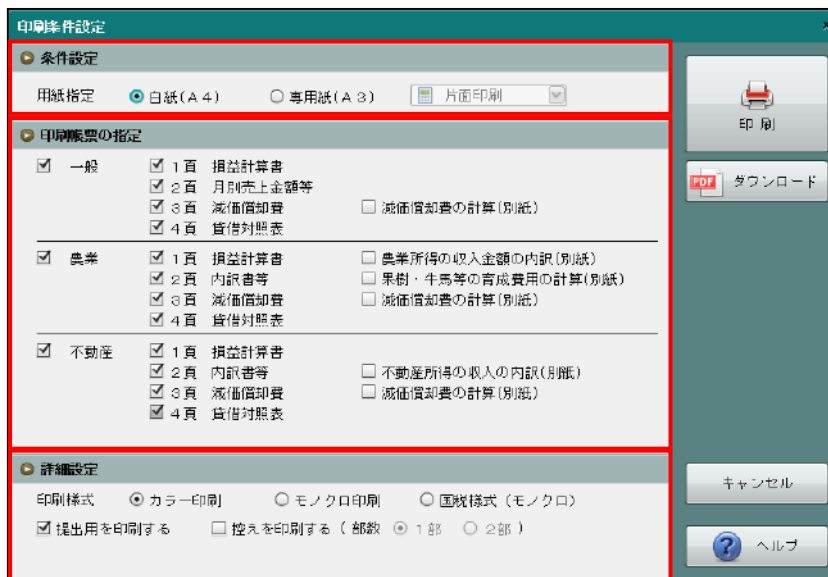 印刷条件設定
条件設定
用紙指定 白紙(A4) 専用紙(A3) 片面印刷
印刷
印刷帳票の指定
一般 1頁 損益計算書
2頁 月別売上金額等
3頁 減価償却費 減価償却費の計算(別紙)
4頁 貸借対照表
PDF ダウンロード
農業 1頁 損益計算書 農業所得の収入金額の内訳(別紙)
2頁 内訳書等 果樹・牛馬等の育成費用の計算(別紙)
3頁 減価償却費 減価償却費の計算(別紙)
4頁 貸借対照表
不動産 1頁 損益計算書
2頁 内訳書等 不動産所得の収入の内訳(別紙)
3頁 減価償却費 減価償却費の計算(別紙)
4頁 貸借対照表
詳細設定
印刷様式 カラー印刷 モノクロ印刷 国税様式(モノクロ)
提出用を印刷する 控えを印刷する(部数 1部 2部)
キャンセル
ヘルプ